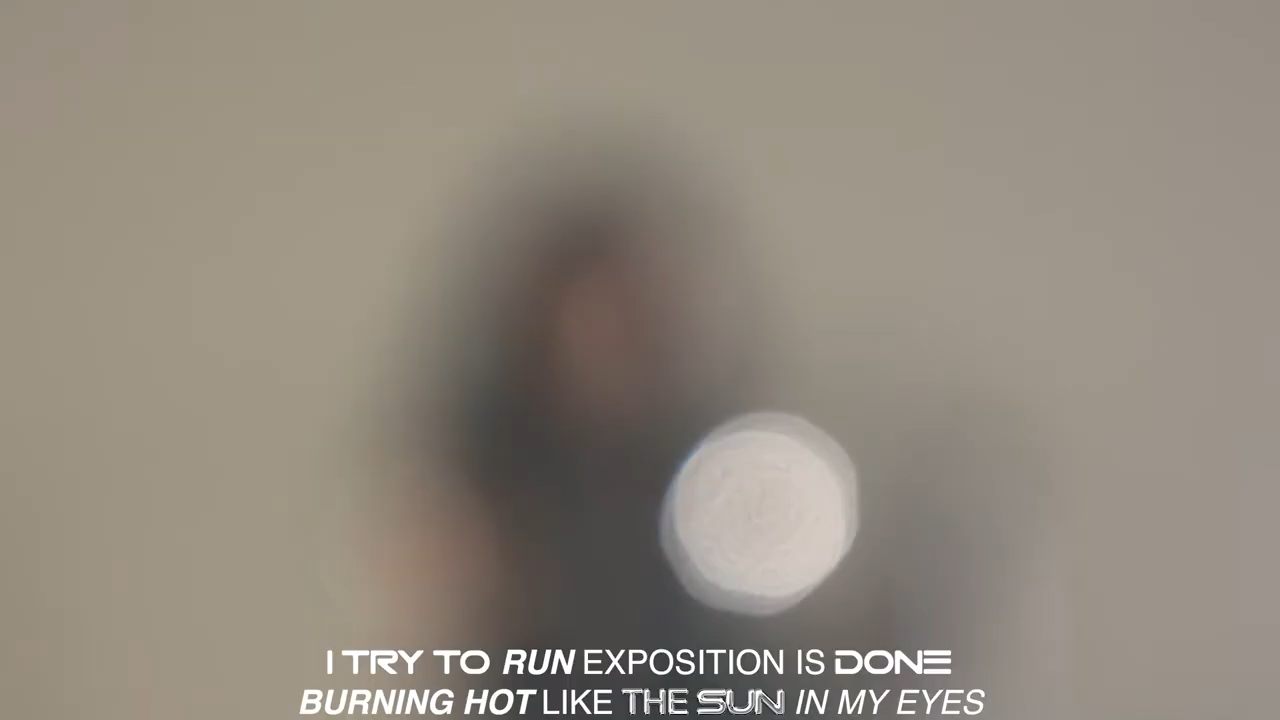 I TRY TO RUN EXPOSITION IS DONE
BURNING HOT LIKE THE SUN IN MY EYES